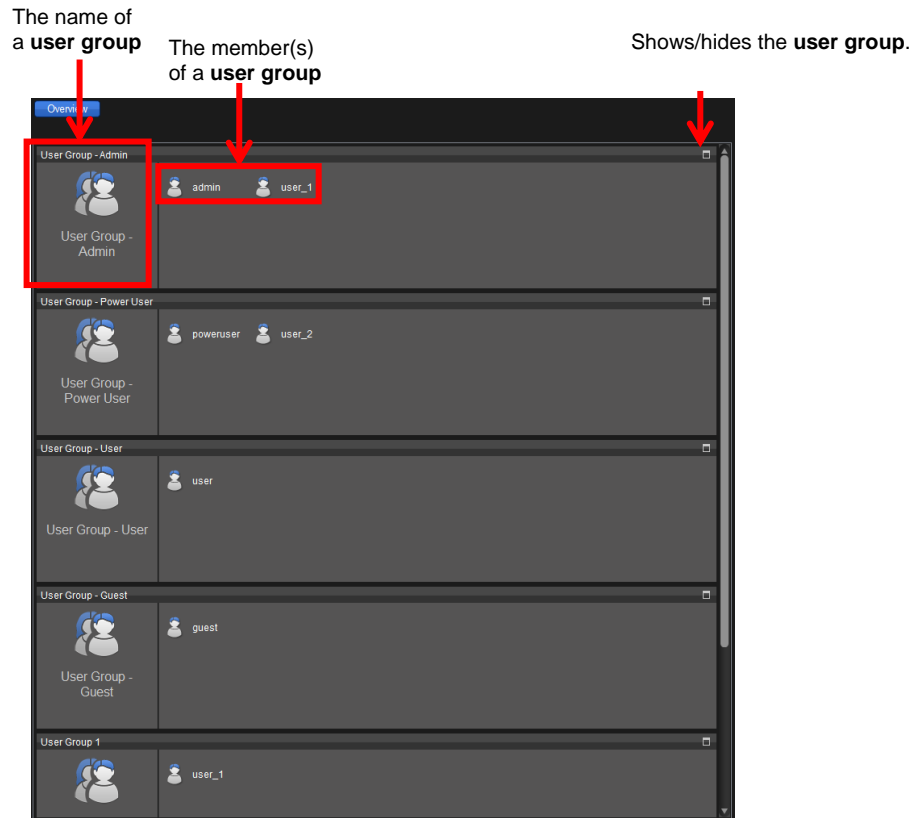 The name of
a user group
The member(s)
of a user group
Shows/hides the user group.
Overview
User Group - Admin
admin
user_1
User Group -
Admin
User Group - Power User
poweruser
user_2
User Group -
Power User
User Group - User
user
User Group - User
User Group - Guest
guest
User Group -
Guest
User Group 1
user_1